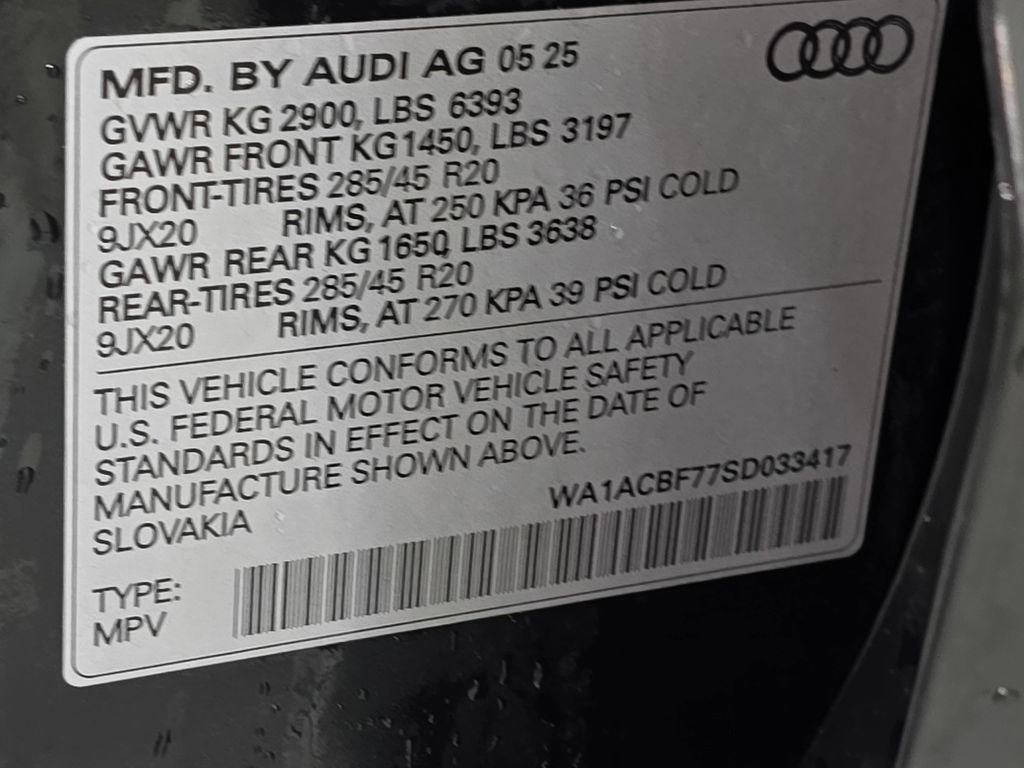 MFD. BY AUDI AG 05 25
GVWR KG 2900, LBS 6393
GAWR FRONT KG1450, LBS 3197
FRONT-TIRES 285/45 R20
9JX20 RIMS, AT 250 KPA 36 PSI COLD
GAWR REAR KG 1650, LBS 3638
REAR-TIRES 285/45 R20
9JX20 RIMS, AT 270 KPA 39 PSI COLD
THIS VEHICLE CONFORMS TO ALL APPLICABLE
U.S. FEDERAL MOTOR VEHICLE SAFETY
STANDARDS IN EFFECT ON THE DATE OF
MANUFACTURE SHOWN ABOVE.
SLOVAKIA WA1ACBF77SD033417
TYPE:
MPV